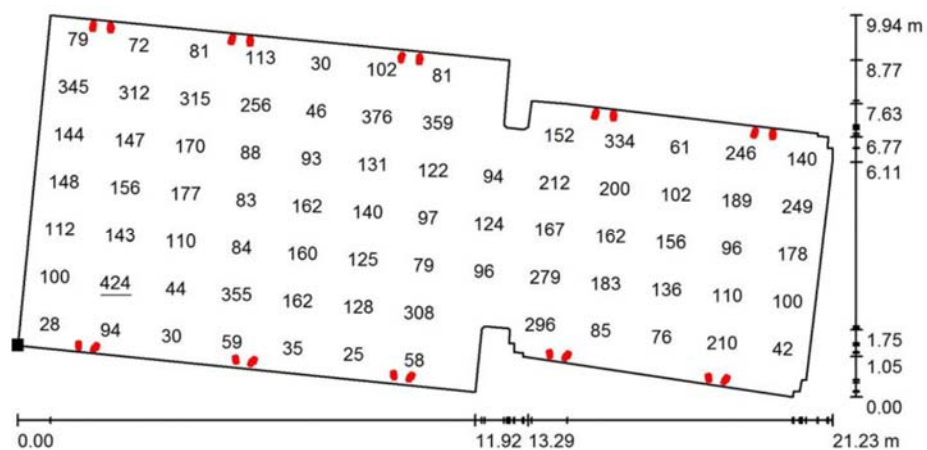 79 72 81 113 30 102 81 9.94 m
8.77
345 312 315 256 46 376 359 7.63
152 334 61 246 140 6.77
144 147 170 88 93 131 122 94 6.11
212 200 102 189 249
148 156 177 83 162 140 97 124
167 162 156 96 178
112 143 110 84 160 125 79 96
279 183 136 110 100
100 424 44 355 162 128 308
296 85 76 210 42 1.75
28 94 30 59 35 25 58 1.05
0.00
0.00 11.92 13.29 21.23 m